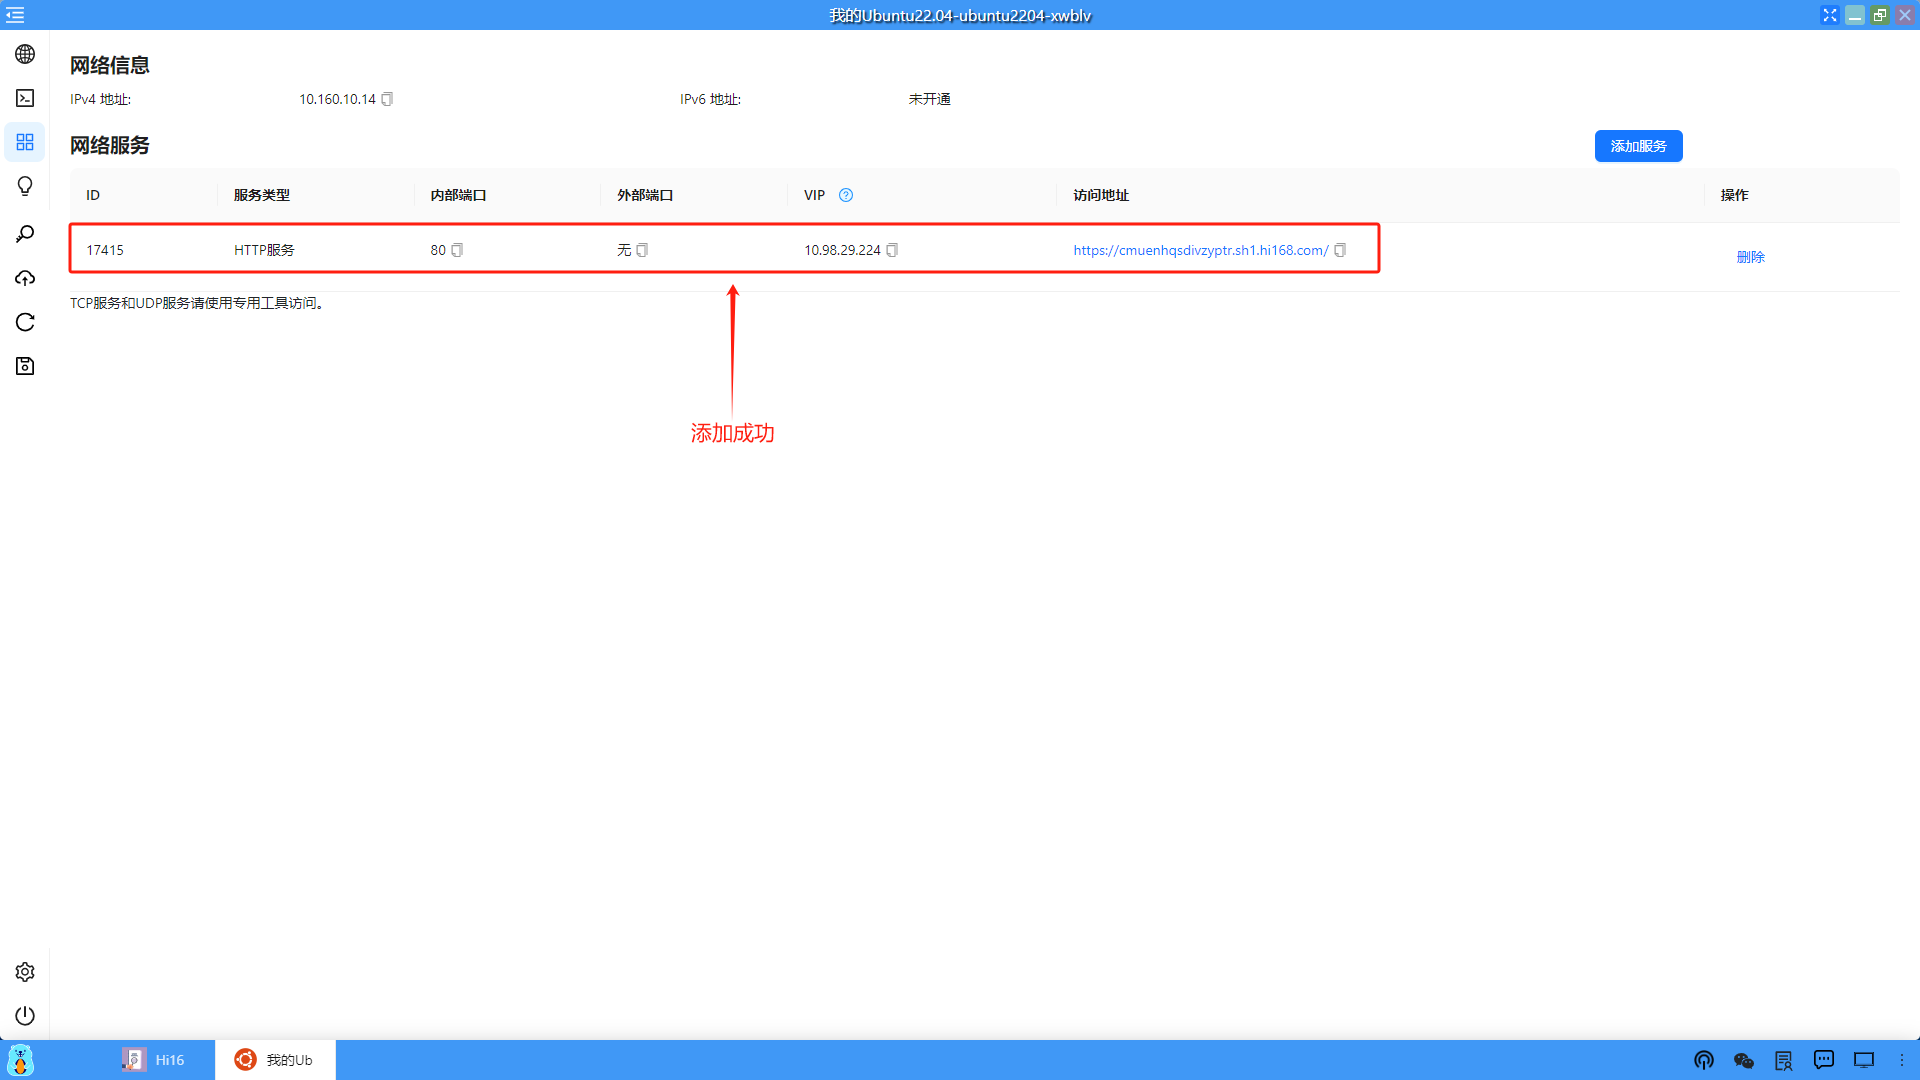 我的Ubuntu22.04-ubuntu2204-xwblv
网络信息
IPv4 地址: 10.160.10.14 IPv6 地址: 未开通
网络服务 添加服务
ID 服务类型 内部端口 外部端口 VIP 访问地址 操作
17415 HTTP服务 80 无 10.98.29.224 https://cmuenhqsdivzyptr.sh1.hi168.com/ 删除
TCP服务和UDP服务请使用专用工具访问。
添加成功
Hi16 我的Ub